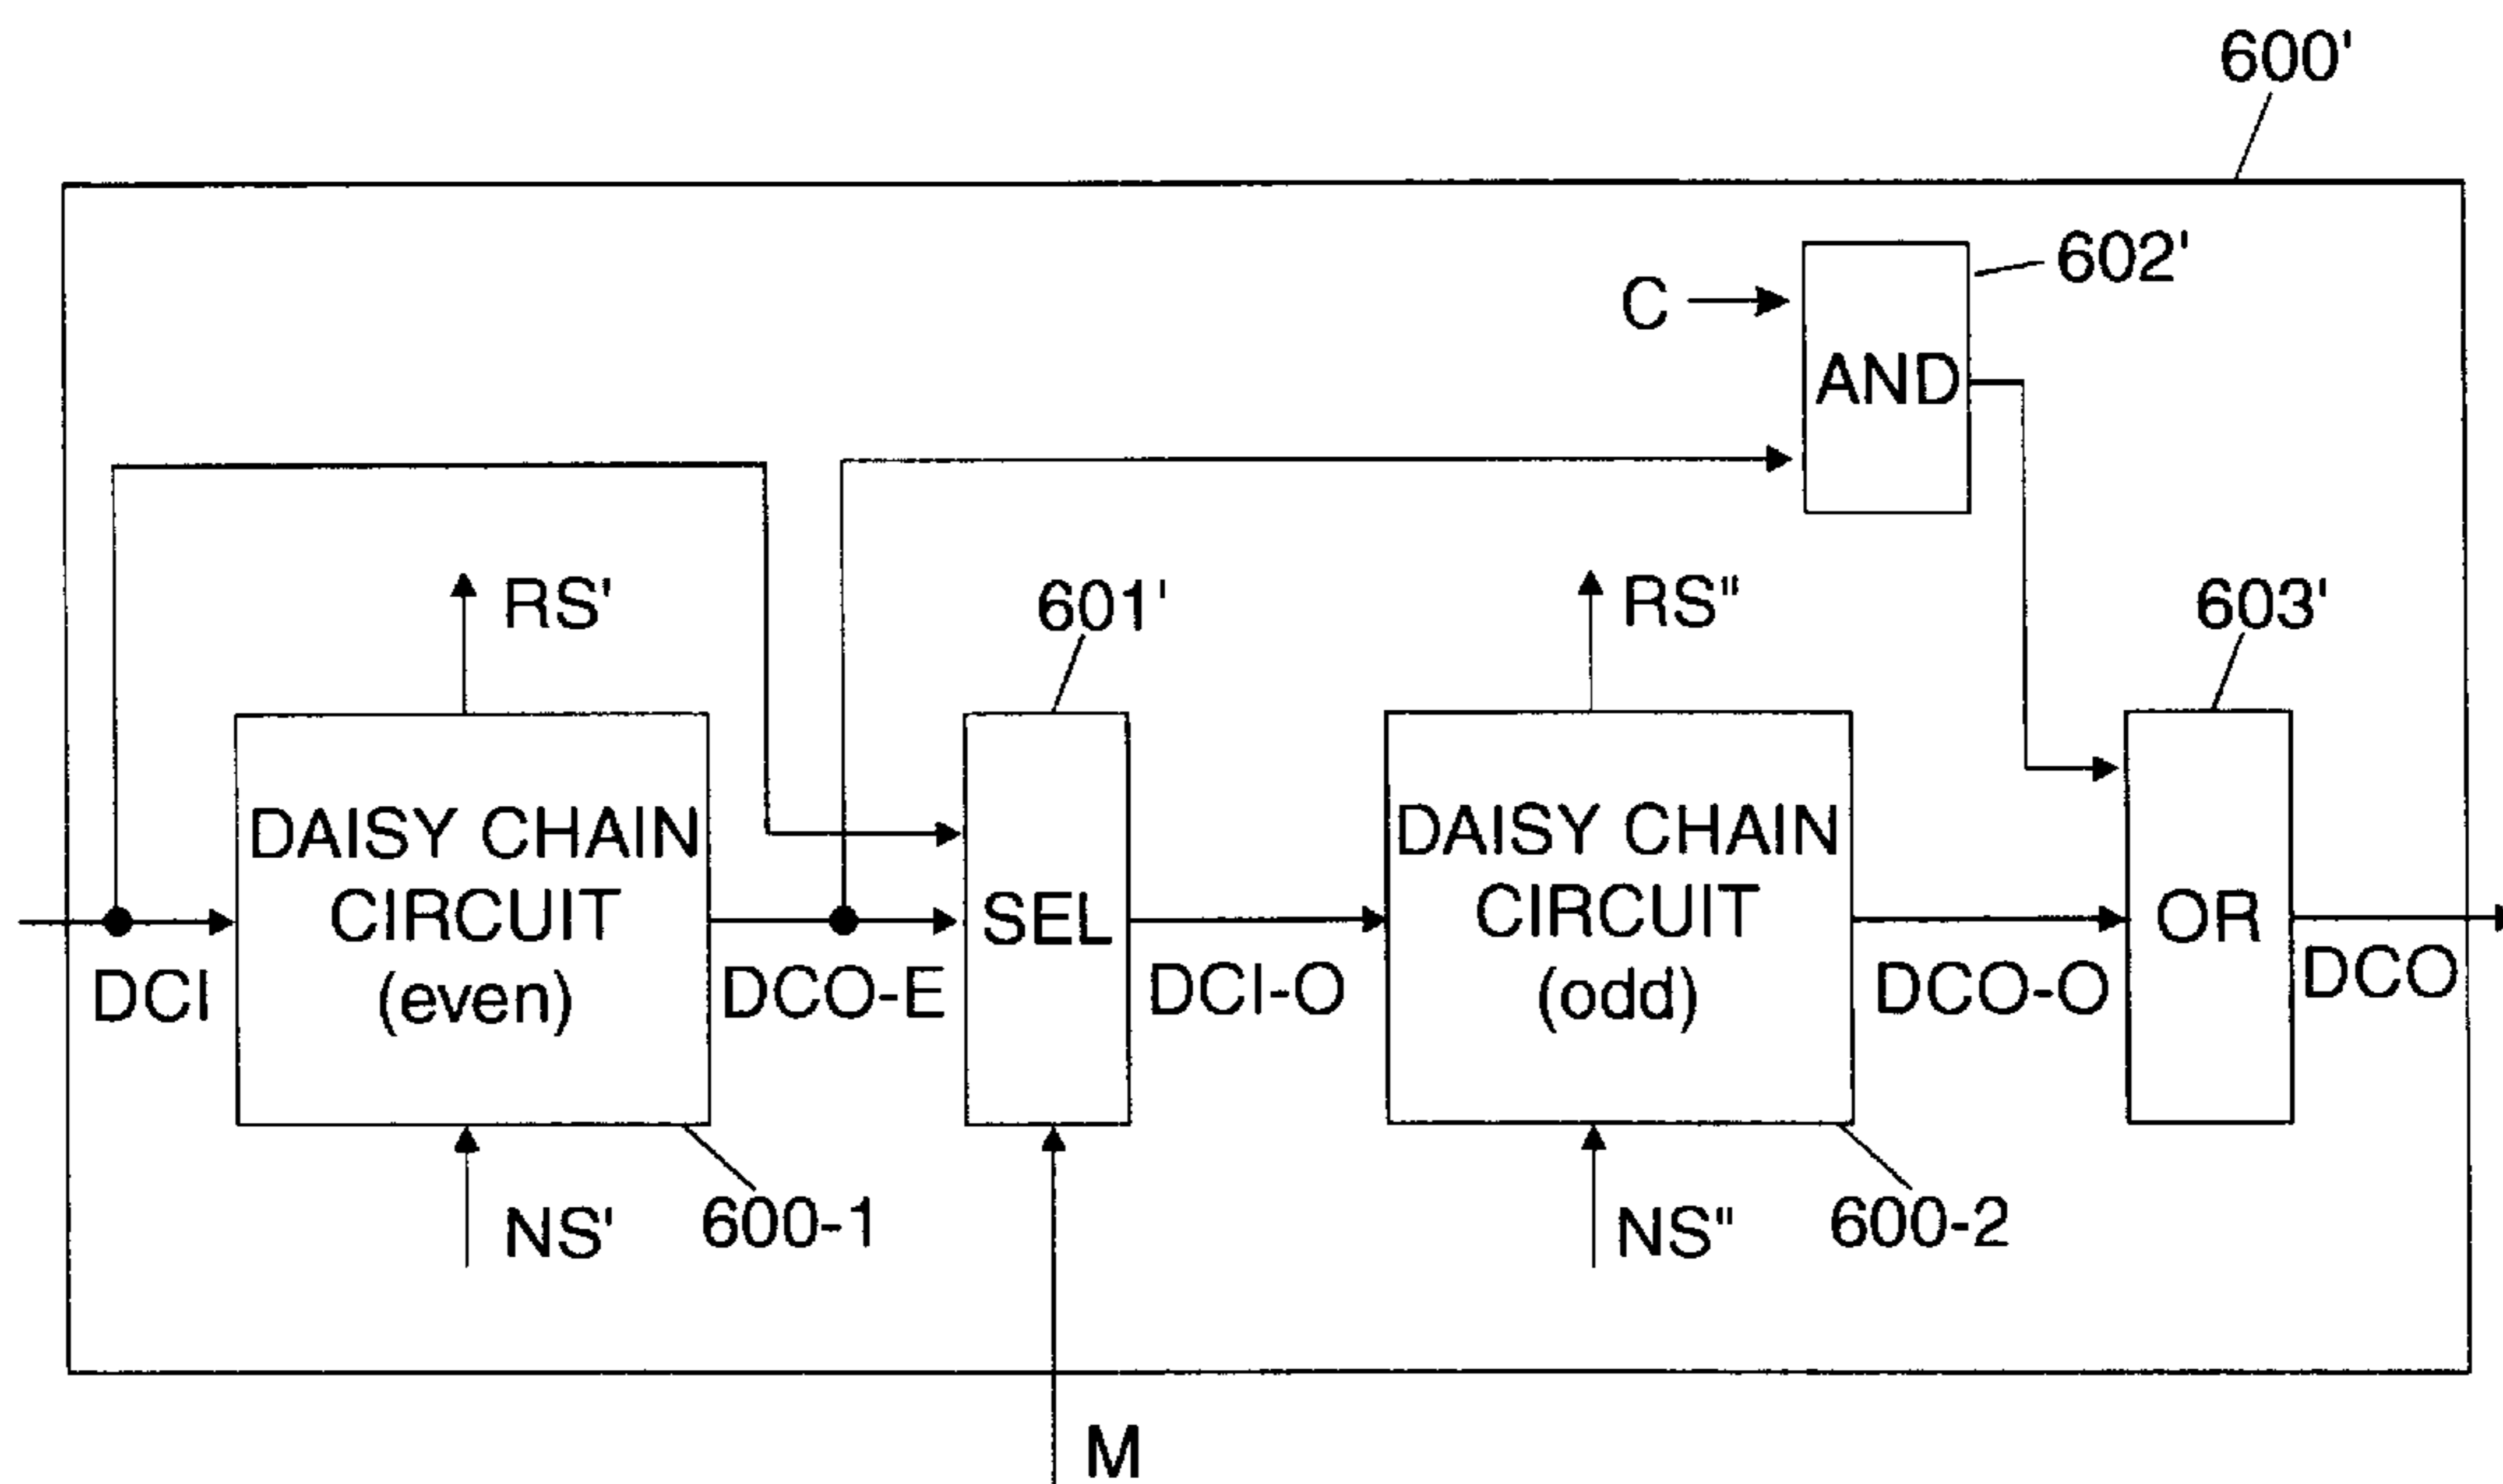 600'
602'
C
AND
RS'
601'
RS"
603'
DAISY CHAIN
CIRCUIT
(even)
SEL
DAISY CHAIN
CIRCUIT
(odd)
OR
DCI
DCO-E
DCI-O
DCO-O
DCO
NS'
600-1
NS"
600-2
M